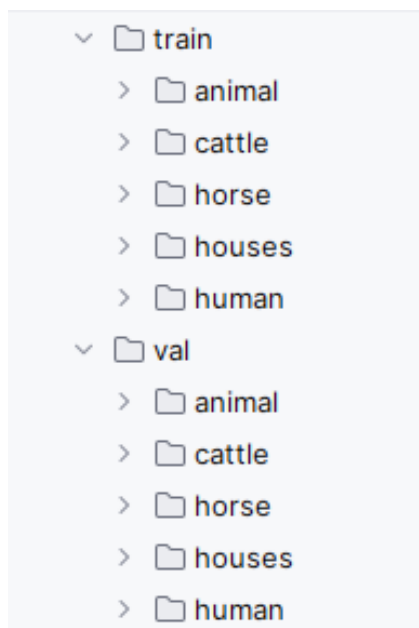 train
animal
cattle
horse
houses
human
val
animal
cattle
horse
houses
human